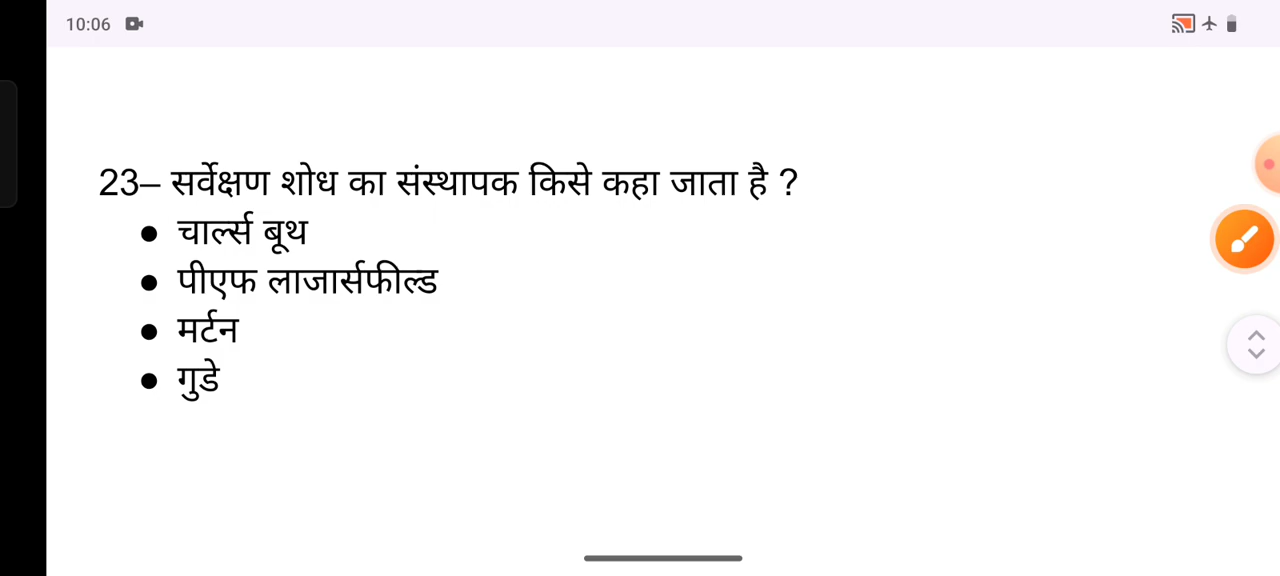 10:06
23– सर्वेक्षण शोध का संस्थापक किसे कहा जाता है ?
● चार्ल्स बूथ
● पीएफ लाजार्सफील्ड
● मर्टन
● गुडे